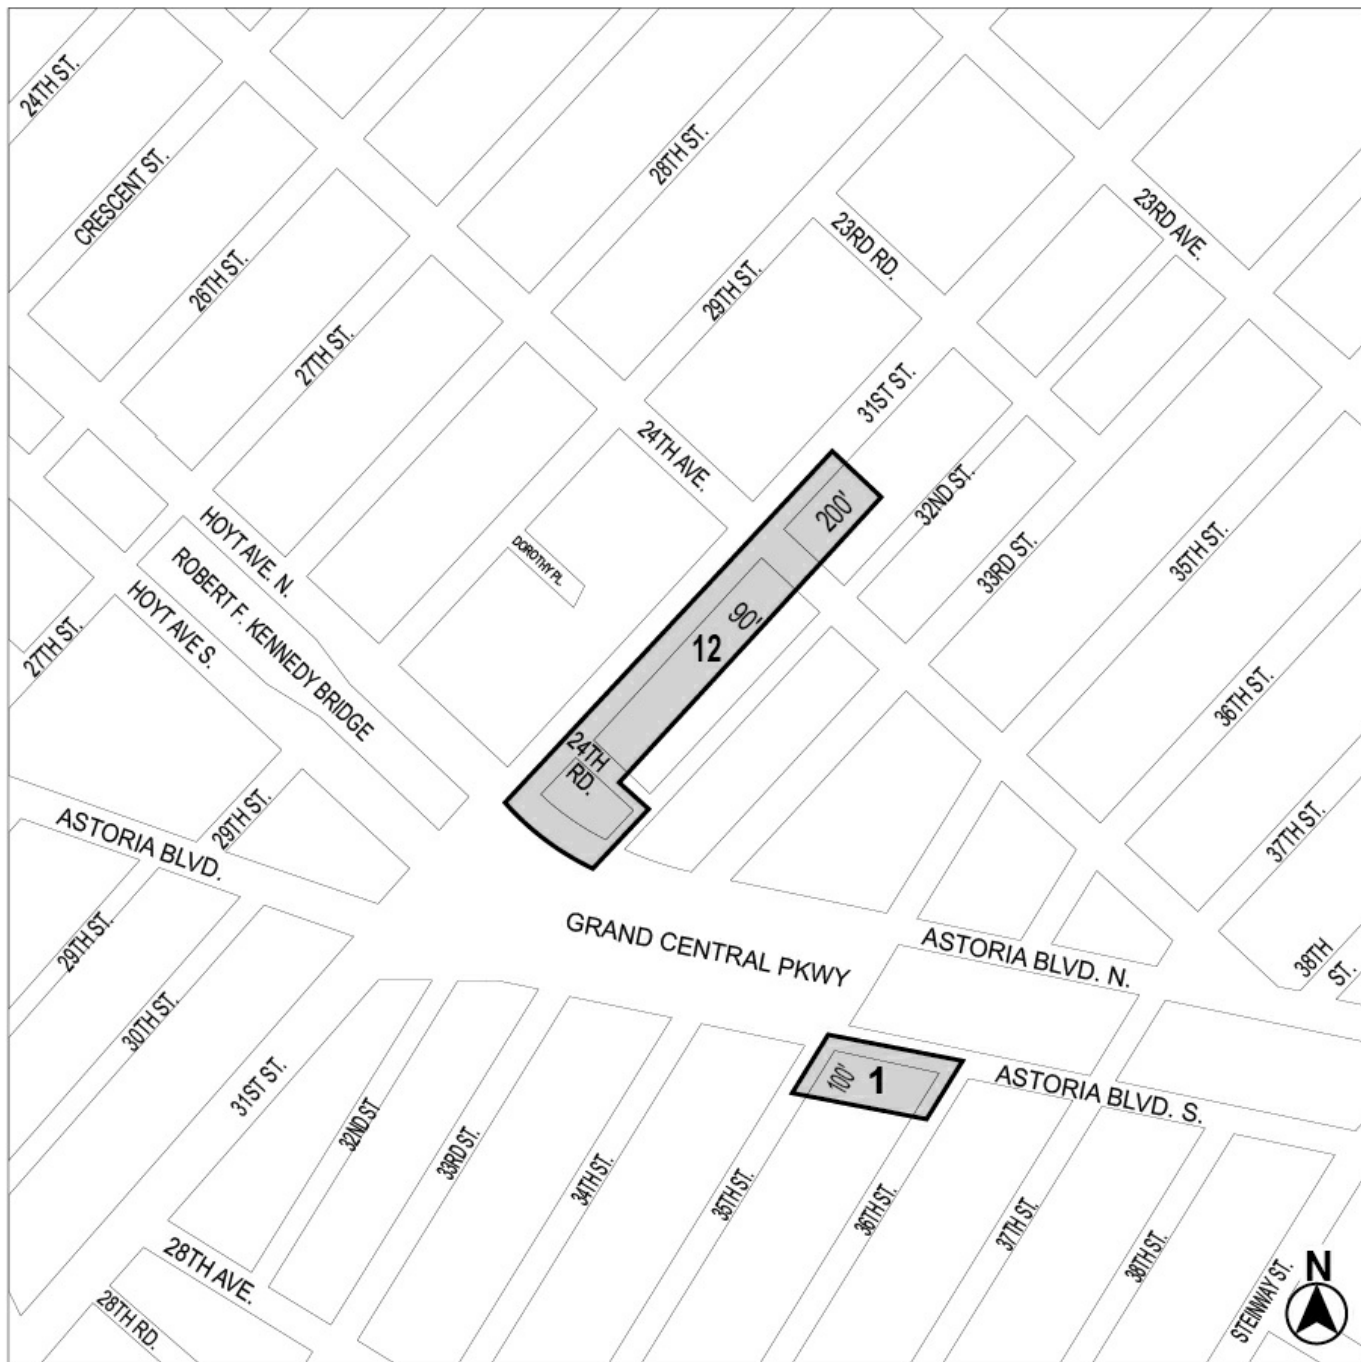 24TH ST.
CRESCENT ST.
26TH ST.
27TH ST.
28TH ST.
29TH ST.
23RD RD.
23RD AVE.
31ST ST.
24TH AVE.
32ND ST.
33RD ST.
35TH ST.
36TH ST.
37TH ST.
38TH
ST.
DOROTHY PL.
HOYT AVE. N.
ROBERT F. KENNEDY BRIDGE
HOYT AVE S.
27TH ST.
200'
90'
12
24TH
RD.
29TH ST.
ASTORIA BLVD.
29TH ST.
30TH ST.
31ST ST.
GRAND CENTRAL PKWY
ASTORIA BLVD. N.
100'
1
ASTORIA BLVD. S.
32ND ST
33RD ST.
34TH ST.
35TH ST.
36TH ST.
37TH ST.
38TH ST.
STEINWAY ST.
28TH AVE.
28TH RD.
N